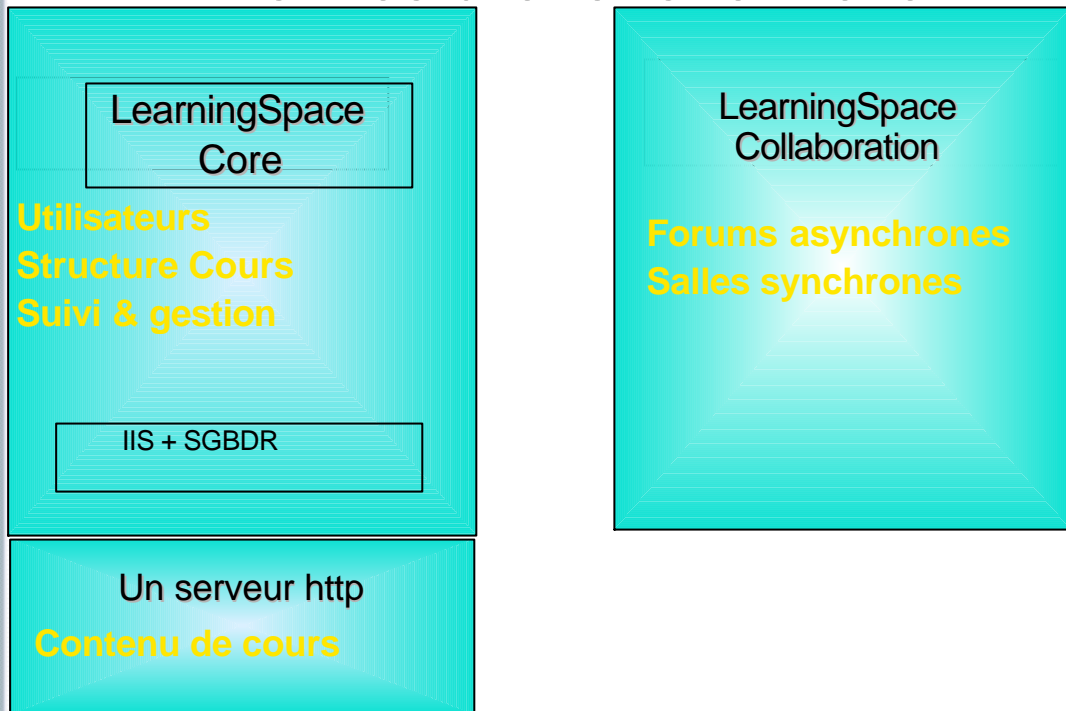 LearningSpace
Core
Utilisateurs
Structure Cours
Suivi & gestion
IIS + SGBDR
Un serveur http
Contenu de cours
LearningSpace
Collaboration
Forums asynchrones
Salles synchrones